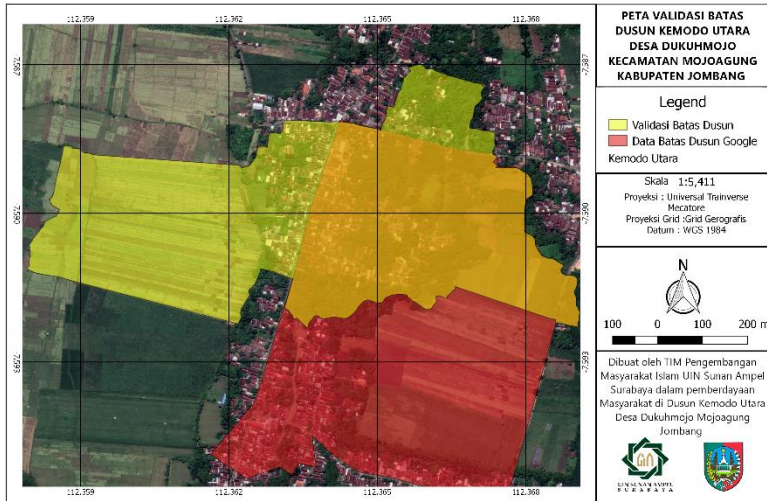 112.359 112.362 112.365 112.368
-7.587 -7.587
-7.590 -7.590
-7.593 -7.593
112.359 112.362 112.365 112.368
PETA VALIDASI BATAS
DUSUN KEMODO UTARA
DESA DUKUHMOJO
KECAMATAN MOJOAGUNG
KABUPATEN JOMBANG
Legend
Validasi Batas Dusun
Data Batas Dusun Google
Kemodo Utara
Skala 1:5,411
Proyeksi : Universal Trainverse
Mecatore
Proyeksi Grid :Grid Gerografis
Datum : WGS 1984
N
100 0 100 200 m
Dibuat oleh TIM Pengembangan
Masyarakat Islam UIN Sunan Ampel
Surabaya dalam pemberdayaan
Masyarakat di Dusun Kemodo Utara
Desa Dukuhmojo Mojoagung
Jombang
UIN SUNAN AMPEL
SURABAYA